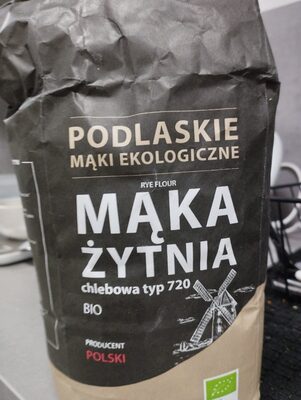 PODLASKIE
MĄKI EKOLOGICZNE
RYE FLOUR
MĄKA
ŻYTNIA
chlebowa typ 720
BIO
PRODUCENT
POLSKI